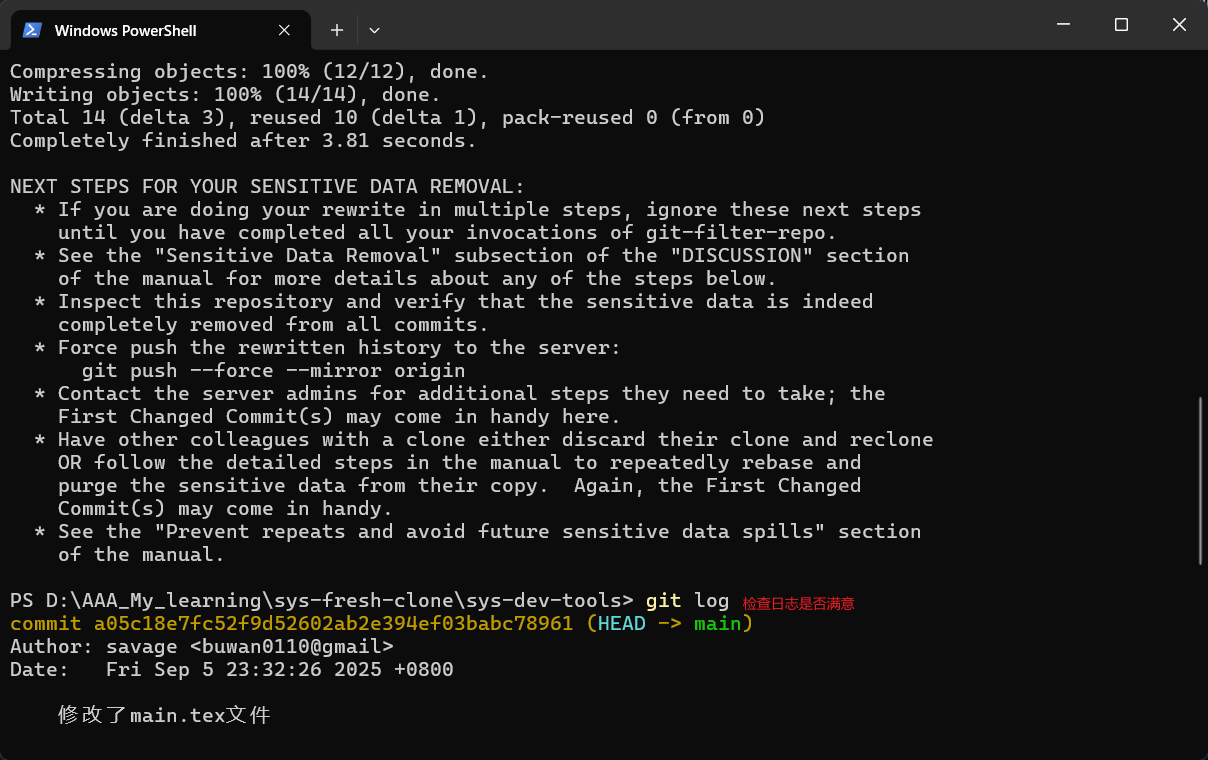 Windows PowerShell
Compressing objects: 100% (12/12), done.
Writing objects: 100% (14/14), done.
Total 14 (delta 3), reused 10 (delta 1), pack-reused 0 (from 0)
Completely finished after 3.81 seconds.
NEXT STEPS FOR YOUR SENSITIVE DATA REMOVAL:
* If you are doing your rewrite in multiple steps, ignore these next steps
until you have completed all your invocations of git-filter-repo.
* See the "Sensitive Data Removal" subsection of the "DISCUSSION" section
of the manual for more details about any of the steps below.
* Inspect this repository and verify that the sensitive data is indeed
completely removed from all commits.
* Force push the rewritten history to the server:
git push --force --mirror origin
* Contact the server admins for additional steps they need to take; the
First Changed Commit(s) may come in handy here.
* Have other colleagues with a clone either discard their clone and reclone
OR follow the detailed steps in the manual to repeatedly rebase and
purge the sensitive data from their copy.  Again, the First Changed
Commit(s) may come in handy.
* See the "Prevent repeats and avoid future sensitive data spills" section
of the manual.
PS D:\AAA_My_learning\sys-fresh-clone\sys-dev-tools> git log 检查日志是否满意
commit a05c18e7fc52f9d52602ab2e394ef03babc78961 (HEAD -> main)
Author: savage <buwan0110@gmail>
Date:   Fri Sep 5 23:32:26 2025 +0800
修改了main.tex文件